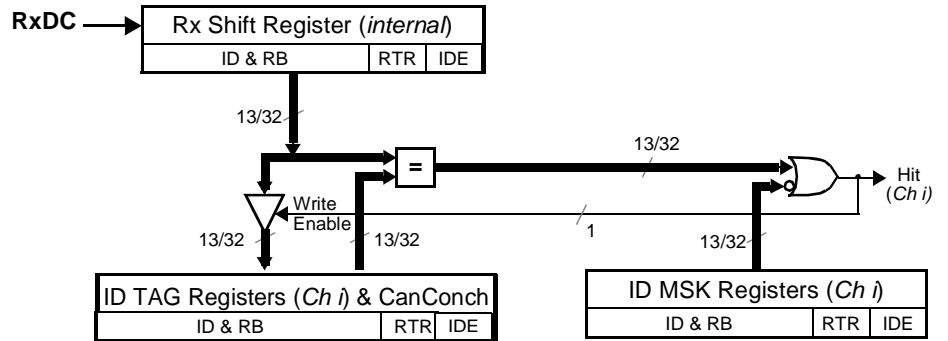 RxDC
Rx Shift Register (internal)
ID & RB RTR IDE
13/32
13/32
=
Hit
(Ch i)
Write
Enable
1
13/32
13/32
13/32
ID TAG Registers (Ch i) & CanConch
ID & RB RTR IDE
ID MSK Registers (Ch i)
ID & RB RTR IDE